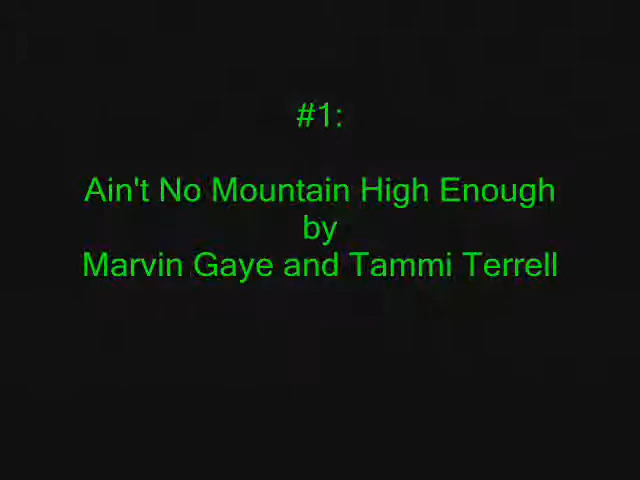 #1:
Ain't No Mountain High Enough
by
Marvin Gaye and Tammi Terrell